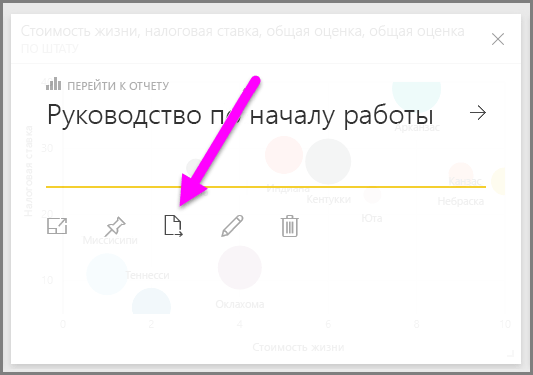 Стоимость жизни, налоговая ставка, общая оценка, общая оценка
ПО ШТАТУ
ПЕРЕЙТИ К ОТЧЕТУ
Руководство по началу работы
Арканзас
Налоговая ставка
30
Индиана
Кентукки
Канзас
Небраска
Юта
20
Миссисипи
Теннесси
10
Оклахома
0
2
4
6
8
10
Стоимость жизни